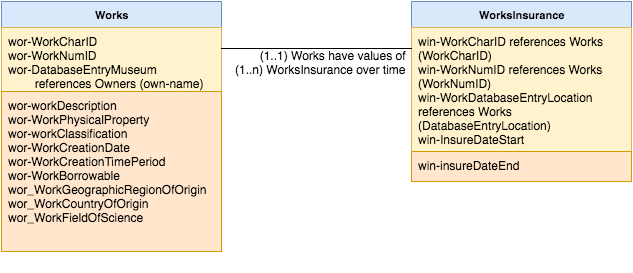 Works
wor-WorkCharID
wor-WorkNumID
wor-DatabaseEntryMuseum
references Owners (own-name)
wor-workDescription
wor-WorkPhysicalProperty
wor-workClassification
wor-WorkCreationDate
wor-WorkCreationTimePeriod
wor-WorkBorrowable
wor_WorkGeographicRegionOfOrigin
wor_WorkCountryOfOrigin
wor_WorkFieldOfScience
(1..1) Works have values of
(1..n) WorksInsurance over time
WorksInsurance
win-WorkCharID references Works
(WorkCharID)
win-WorkNumID references Works
(WorkNumID)
win-WorkDatabaseEntryLocation
references Works
(DatabaseEntryLocation)
win-InsureDateStart
win-insureDateEnd